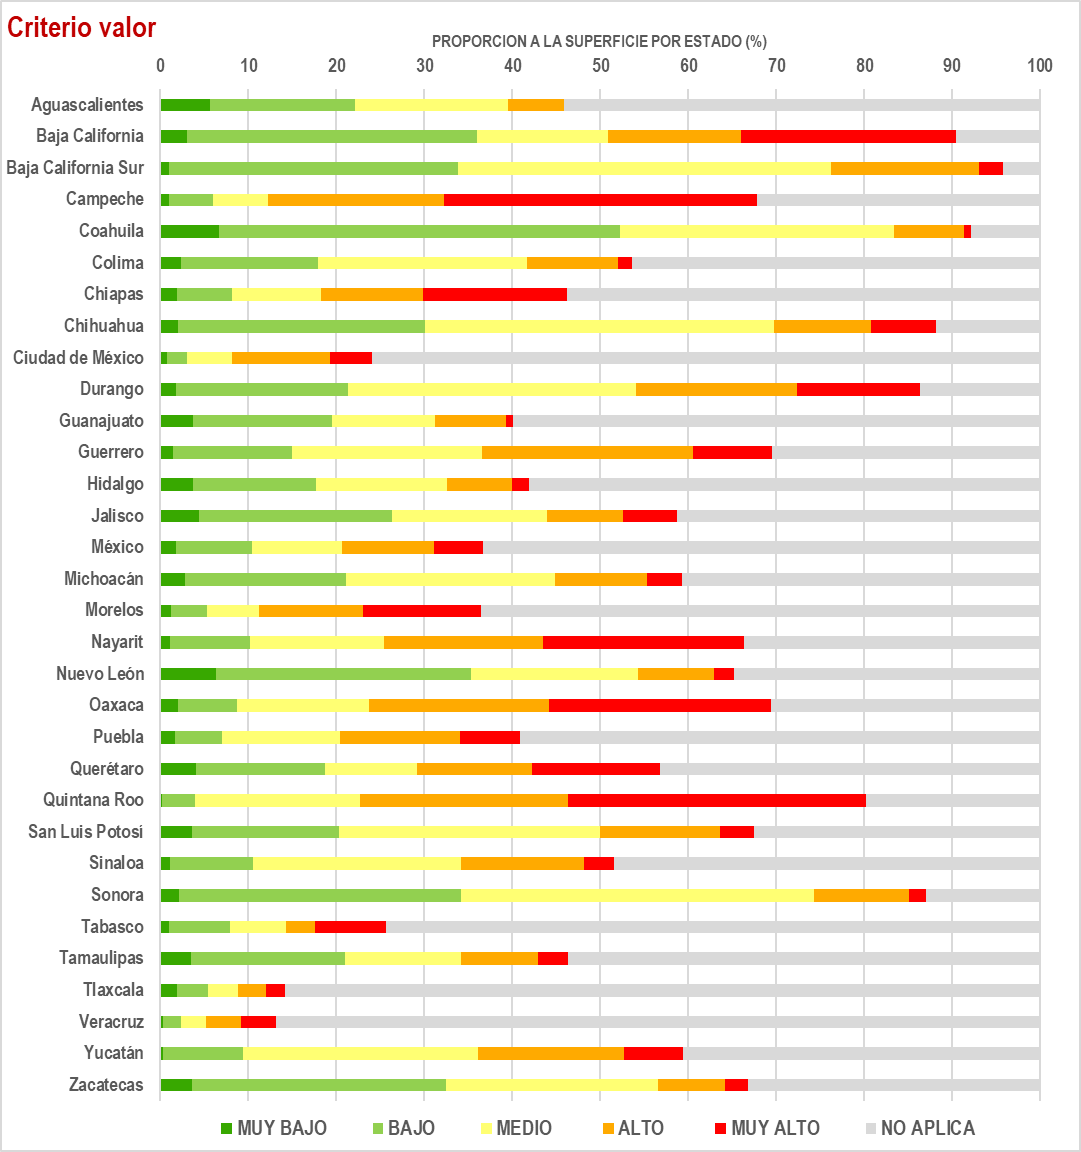 Criterio valor
PROPORCION A LA SUPERFICIE POR ESTADO (%)
0 10 20 30 40 50 60 70 80 90 100
Aguascalientes
Baja California
Baja California Sur
Campeche
Coahuila
Colima
Chiapas
Chihuahua
Ciudad de México
Durango
Guanajuato
Guerrero
Hidalgo
Jalisco
México
Michoacán
Morelos
Nayarit
Nuevo León
Oaxaca
Puebla
Querétaro
Quintana Roo
San Luis Potosí
Sinaloa
Sonora
Tabasco
Tamaulipas
Tlaxcala
Veracruz
Yucatán
Zacatecas
MUY BAJO BAJO MEDIO ALTO MUY ALTO NO APLICA